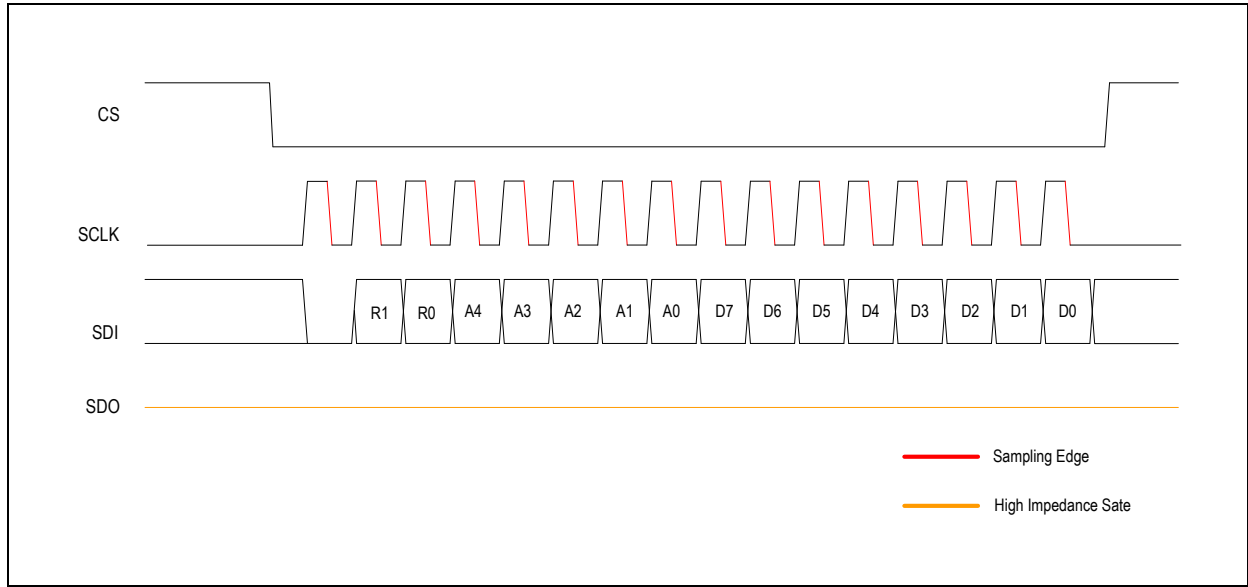 CS
SCLK
SDI
R1 R0 A4 A3 A2 A1 A0 D7 D6 D5 D4 D3 D2 D1 D0
SDO
Sampling Edge
High Impedance Sate